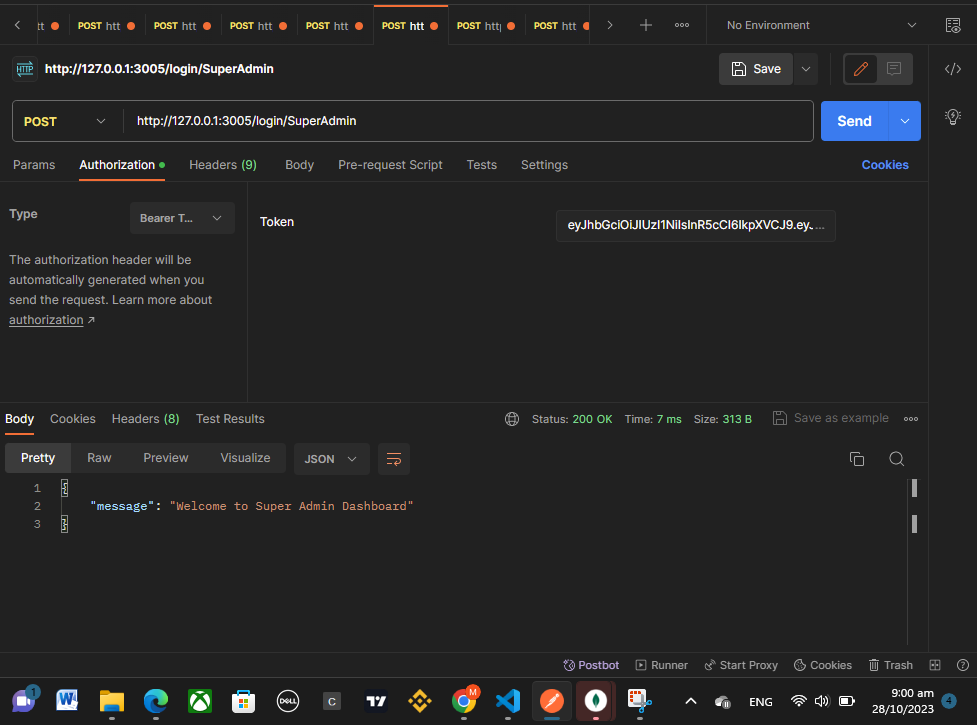 tt POST htt POST htt POST htt POST htt POST htt POST http POST htt No Environment
HTTP http://127.0.0.1:3005/login/SuperAdmin Save
POST http://127.0.0.1:3005/login/SuperAdmin Send
Params Authorization Headers (9) Body Pre-request Script Tests Settings Cookies
Type Bearer T... Token eyJhbGciOiJIUzI1NiIsInR5cCI6IkpXVCJ9.ey...
The authorization header will be
automatically generated when you
send the request. Learn more about
authorization ↗
Body Cookies Headers (8) Test Results Status: 200 OK Time: 7 ms Size: 313 B Save as example
Pretty Raw Preview Visualize JSON
1 {
2 "message": "Welcome to Super Admin Dashboard"
3 }
Postbot Runner Start Proxy Cookies Trash
1 W DELL C M ENG 9:00 am 4
28/10/2023